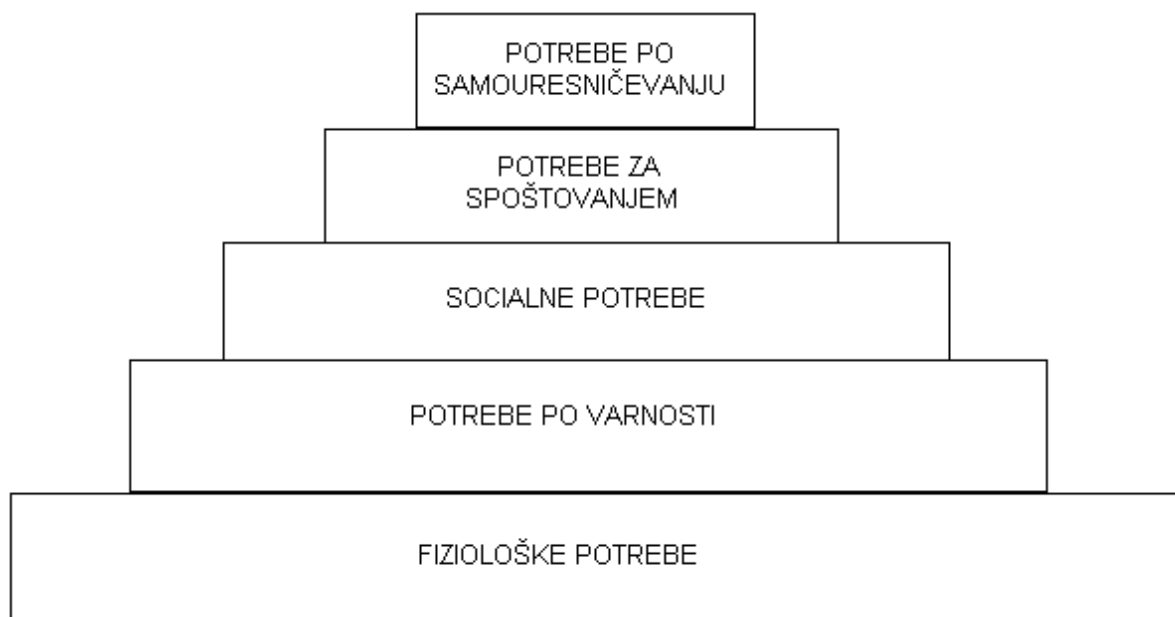 POTREBE PO
SAMOURESNIČEVANJU
POTREBE ZA
SPOŠTOVANJEM
SOCIALNE POTREBE
POTREBE PO VARNOSTI
FIZIOLOŠKE POTREBE